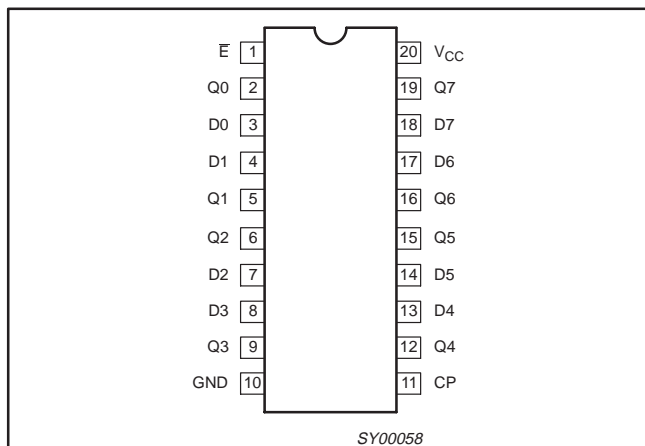 E̅ 1 20 VCC
Q0 2 19 Q7
D0 3 18 D7
D1 4 17 D6
Q1 5 16 Q6
Q2 6 15 Q5
D2 7 14 D5
D3 8 13 D4
Q3 9 12 Q4
GND 10 11 CP
SY00058